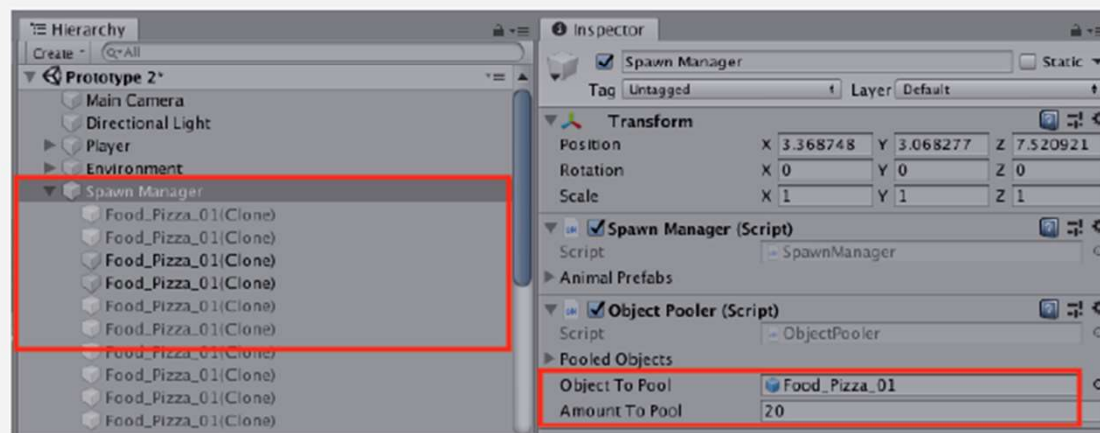 Hierarchy
Create
All
Prototype 2*
Main Camera
Directional Light
Player
Environment
Spawn Manager
Food_Pizza_01(Clone)
Food_Pizza_01(Clone)
Food_Pizza_01(Clone)
Food_Pizza_01(Clone)
Food_Pizza_01(Clone)
Food_Pizza_01(Clone)
Food_Pizza_01(Clone)
Food_Pizza_01(Clone)
Food_Pizza_01(Clone)
Food_Pizza_01(Clone)
Inspector
Spawn Manager Static
Tag Untagged Layer Default
Transform
Position X 3.368748 Y 3.068277 Z 7.520921
Rotation X 0 Y 0 Z 0
Scale X 1 Y 1 Z 1
Spawn Manager (Script)
Script SpawnManager
Animal Prefabs
Object Pooler (Script)
Script ObjectPooler
Pooled Objects
Object To Pool Food_Pizza_01
Amount To Pool 20